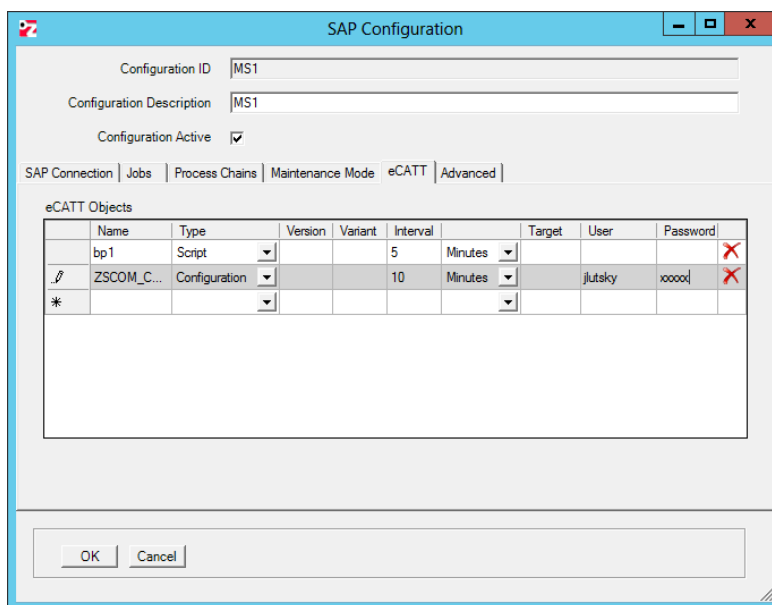 SAP Configuration
Configuration ID MS1
Configuration Description MS1
Configuration Active
SAP Connection Jobs Process Chains Maintenance Mode eCATT Advanced
eCATT Objects
Name Type Version Variant Interval Target User Password
bp1 Script 5 Minutes
ZSCOM_C... Configuration 10 Minutes jlutsky xxxxx
OK Cancel